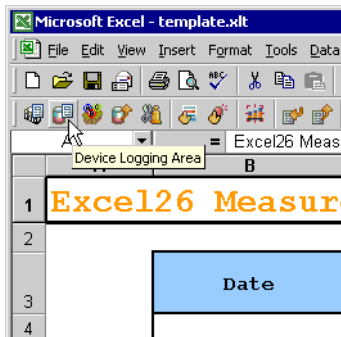 Microsoft Excel - template.xlt
File Edit View Insert Format Tools Data
= Excel26 Meas
Device Logging Area
B
1 Excel26 Measur
2
Date
3
4